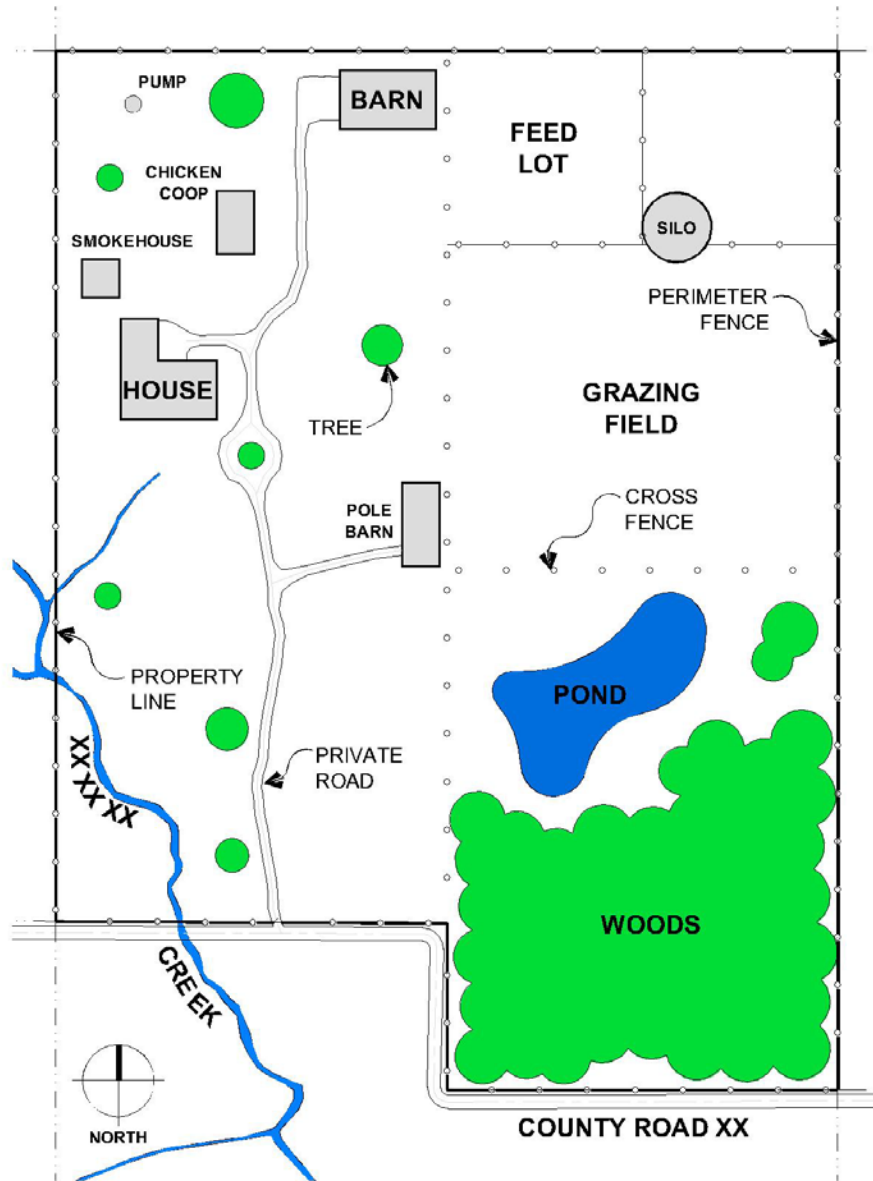 PUMP
BARN
FEED
LOT
CHICKEN
COOP
SILO
SMOKEHOUSE
PERIMETER
FENCE
HOUSE
GRAZING
FIELD
TREE
CROSS
FENCE
POLE
BARN
PROPERTY
LINE
POND
XX XX XX
PRIVATE
ROAD
WOODS
CREEK
NORTH
COUNTY ROAD XX